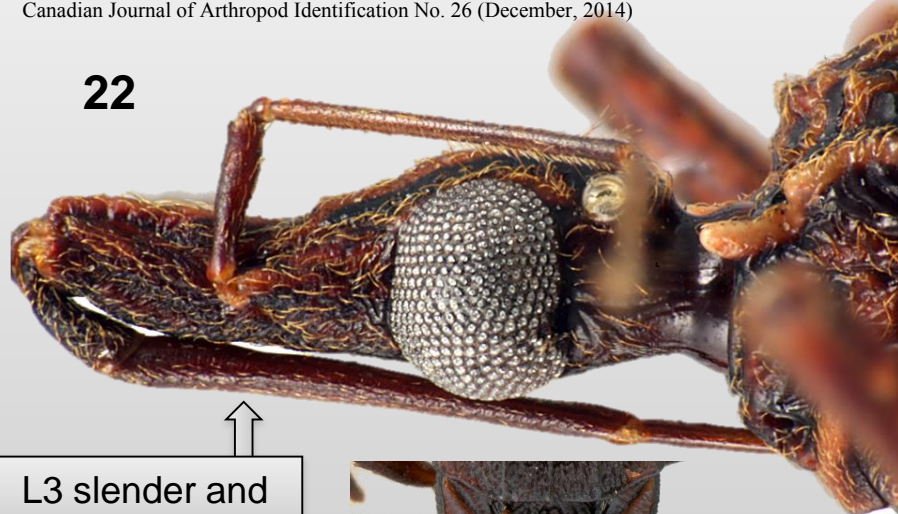 Canadian Journal of Arthropod Identification No. 26 (December, 2014)
22
L3 slender and